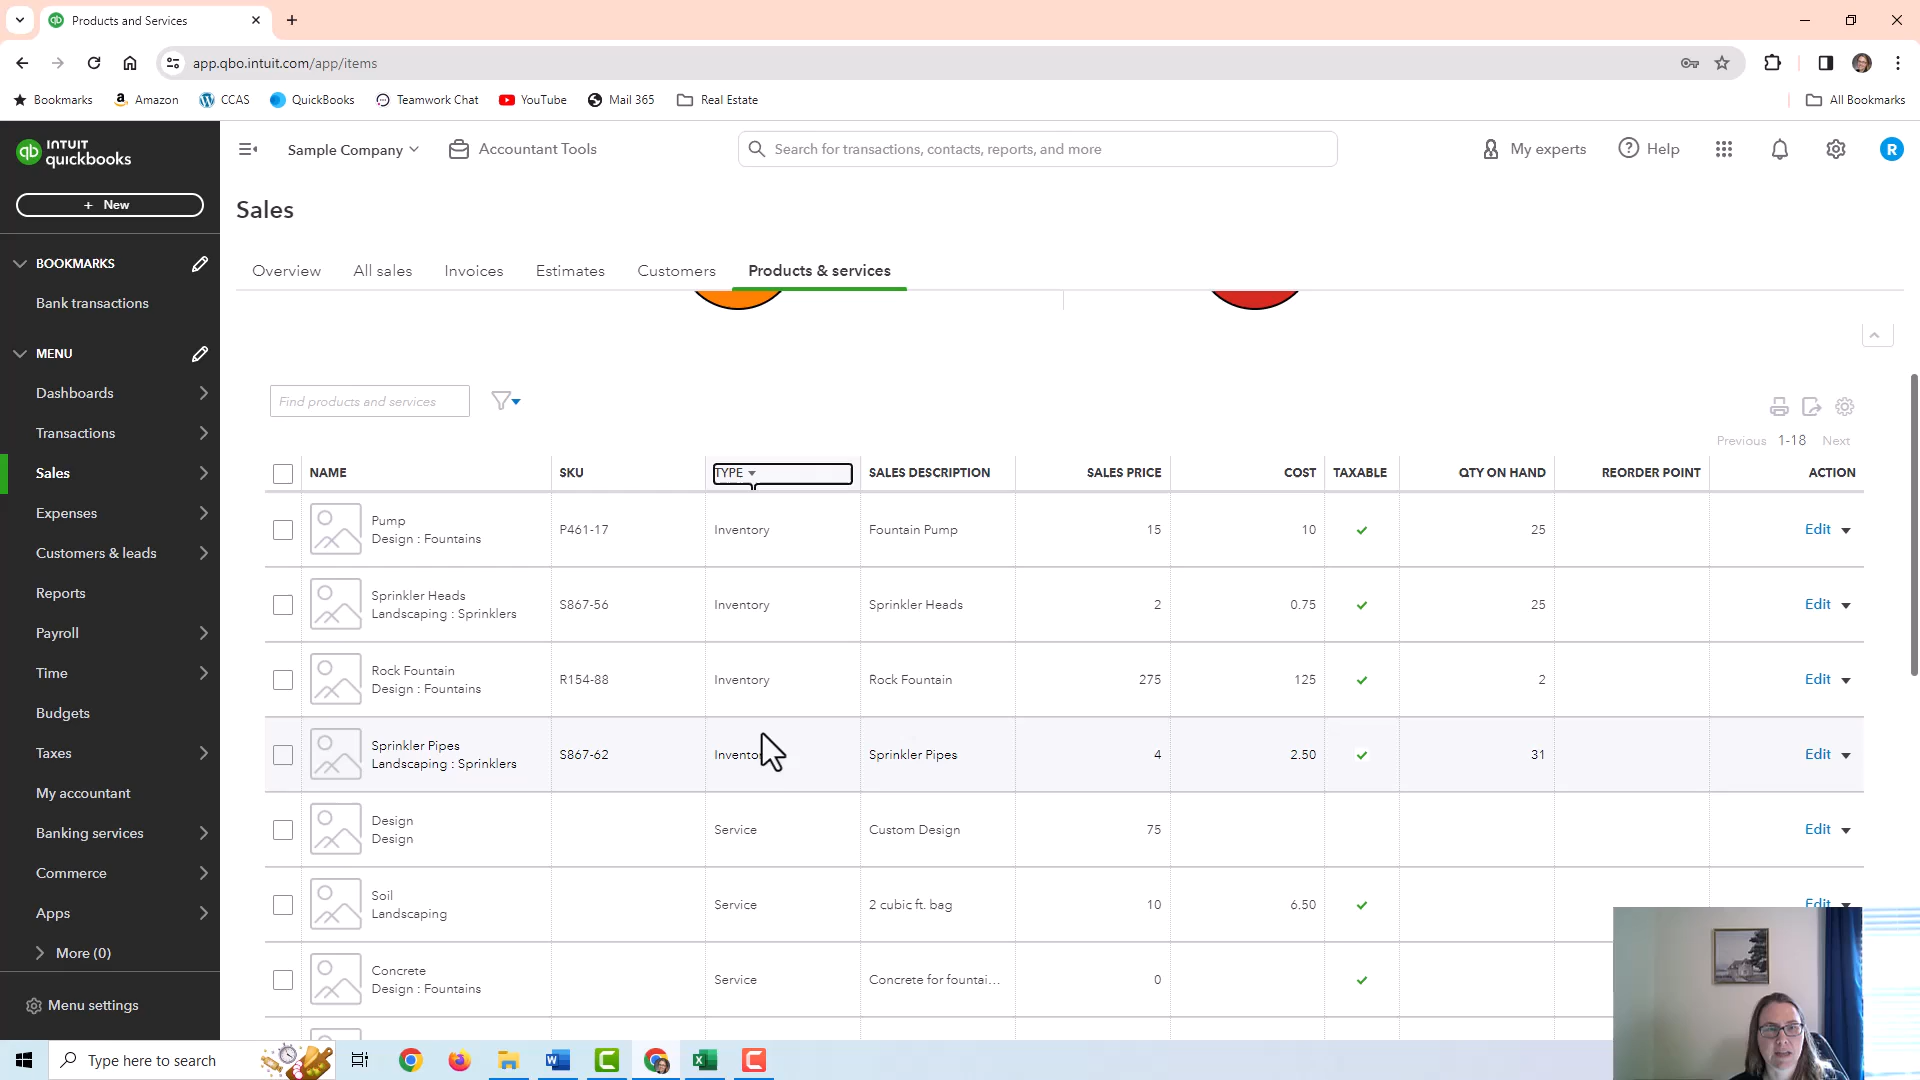 Products and Services
app.qbo.intuit.com/app/items
Bookmarks
Amazon
CCAS
QuickBooks
Teamwork Chat
YouTube
Mail 365
Real Estate
All Bookmarks
qb INTUIT
quickbooks
Sample Company
Accountant Tools
Search for transactions, contacts, reports, and more
My experts
? Help
R
+ New
Sales
BOOKMARKS
Bank transactions
MENU
Dashboards
Transactions
Sales
Expenses
Customers & leads
Reports
Payroll
Time
Budgets
Taxes
My accountant
Banking services
Commerce
Apps
More (0)
Menu settings
Overview All sales Invoices Estimates Customers Products & services
Find products and services
Previous 1-18 Next
NAME SKU TYPE SALES DESCRIPTION SALES PRICE COST TAXABLE QTY ON HAND REORDER POINT ACTION
Pump
Design : Fountains
P461-17 Inventory Fountain Pump 15 10 25 Edit
Sprinkler Heads
Landscaping : Sprinklers
S867-56 Inventory Sprinkler Heads 2 0.75 25 Edit
Rock Fountain
Design : Fountains
R154-88 Inventory Rock Fountain 275 125 2 Edit
Sprinkler Pipes
Landscaping : Sprinklers
S867-62 Inventory Sprinkler Pipes 4 2.50 31 Edit
Design
Design
Service Custom Design 75 Edit
Soil
Landscaping
Service 2 cubic ft. bag 10 6.50 Edit
Concrete
Design : Fountains
Service Concrete for fountai... 0
Type here to search